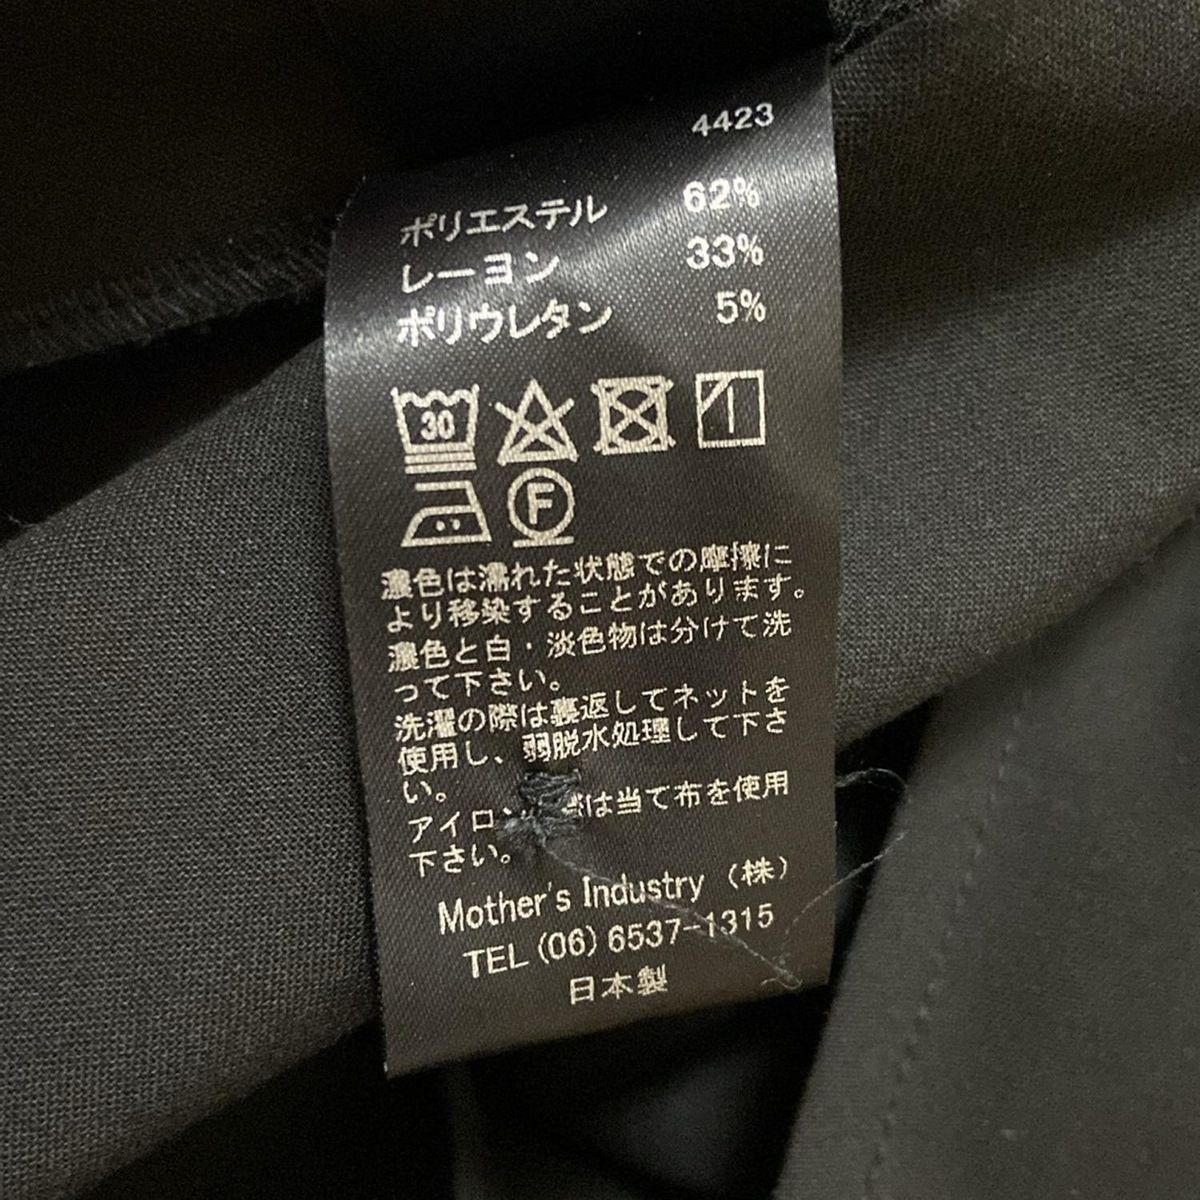 4423
ポリエステル 62%
レーヨン 33%
ポリウレタン 5%
30
F
濃色は濡れた状態での摩擦に
より移染することがあります。
濃色と白・淡色物は分けて洗
って下さい。
洗濯の際は裏返してネットを
使用し、弱脱水処理して下さ
い。
アイロン は当て布を使用
下さい。
Mother's Industry (株)
TEL (06) 6537-1315
日本製